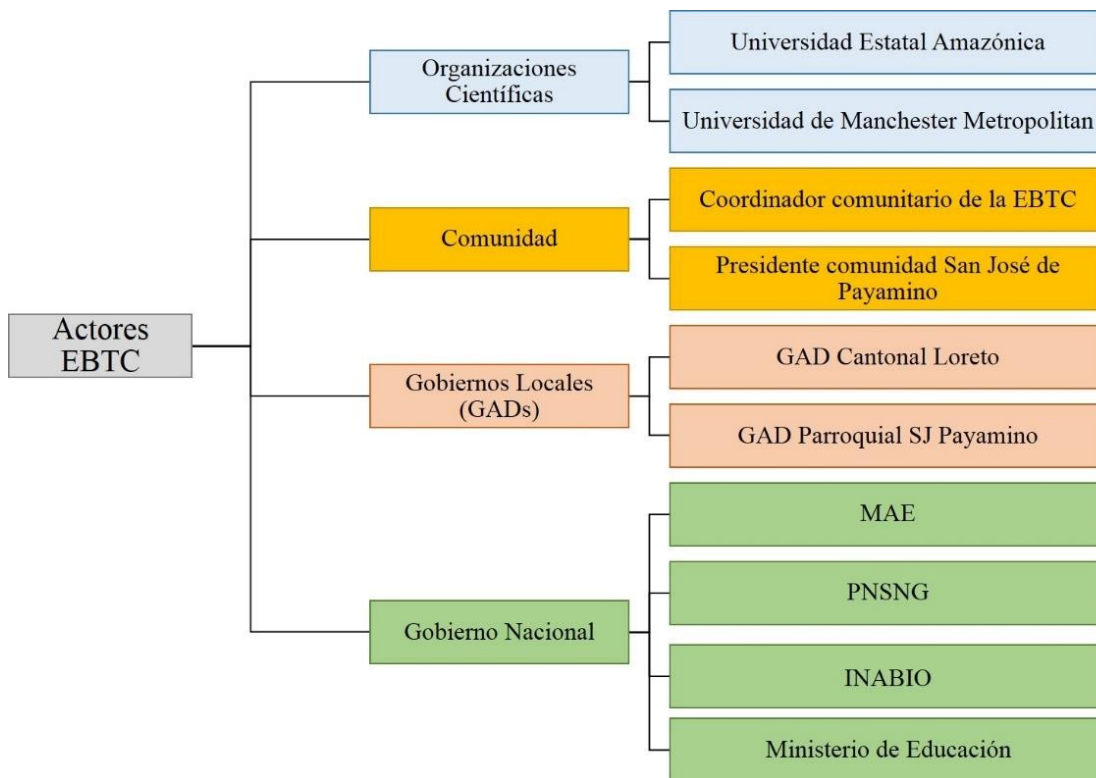 Actores
EBTC
Organizaciones
Científicas
Universidad Estatal Amazónica
Universidad de Manchester Metropolitan
Comunidad
Coordinador comunitario de la EBTC
Presidente comunidad San José de
Payamino
Gobiernos Locales
(GADs)
GAD Cantonal Loreto
GAD Parroquial SJ Payamino
Gobierno Nacional
MAE
PNSNG
INABIO
Ministerio de Educación